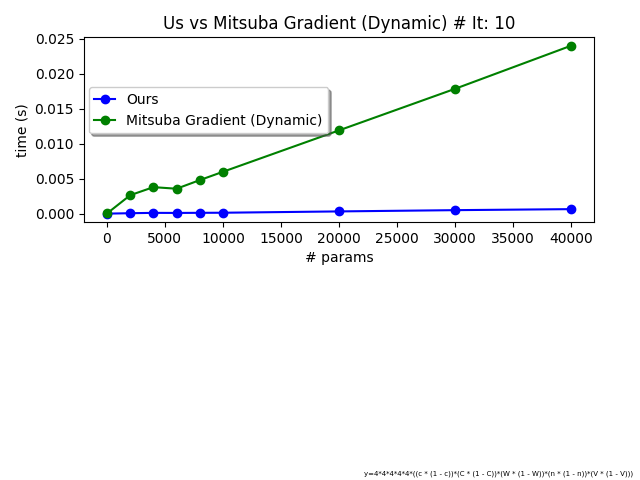 Us vs Mitsuba Gradient (Dynamic) # It: 10
0.025
0.020
0.015
0.010
0.005
0.000
time (s)
Ours
Mitsuba Gradient (Dynamic)
0 5000 10000 15000 20000 25000 30000 35000 40000
# params
y=4*4*4*4*4*((c * (1 - c))*(C * (1 - C))*(W * (1 - W))*(n * (1 - n))*(V * (1 - V)))